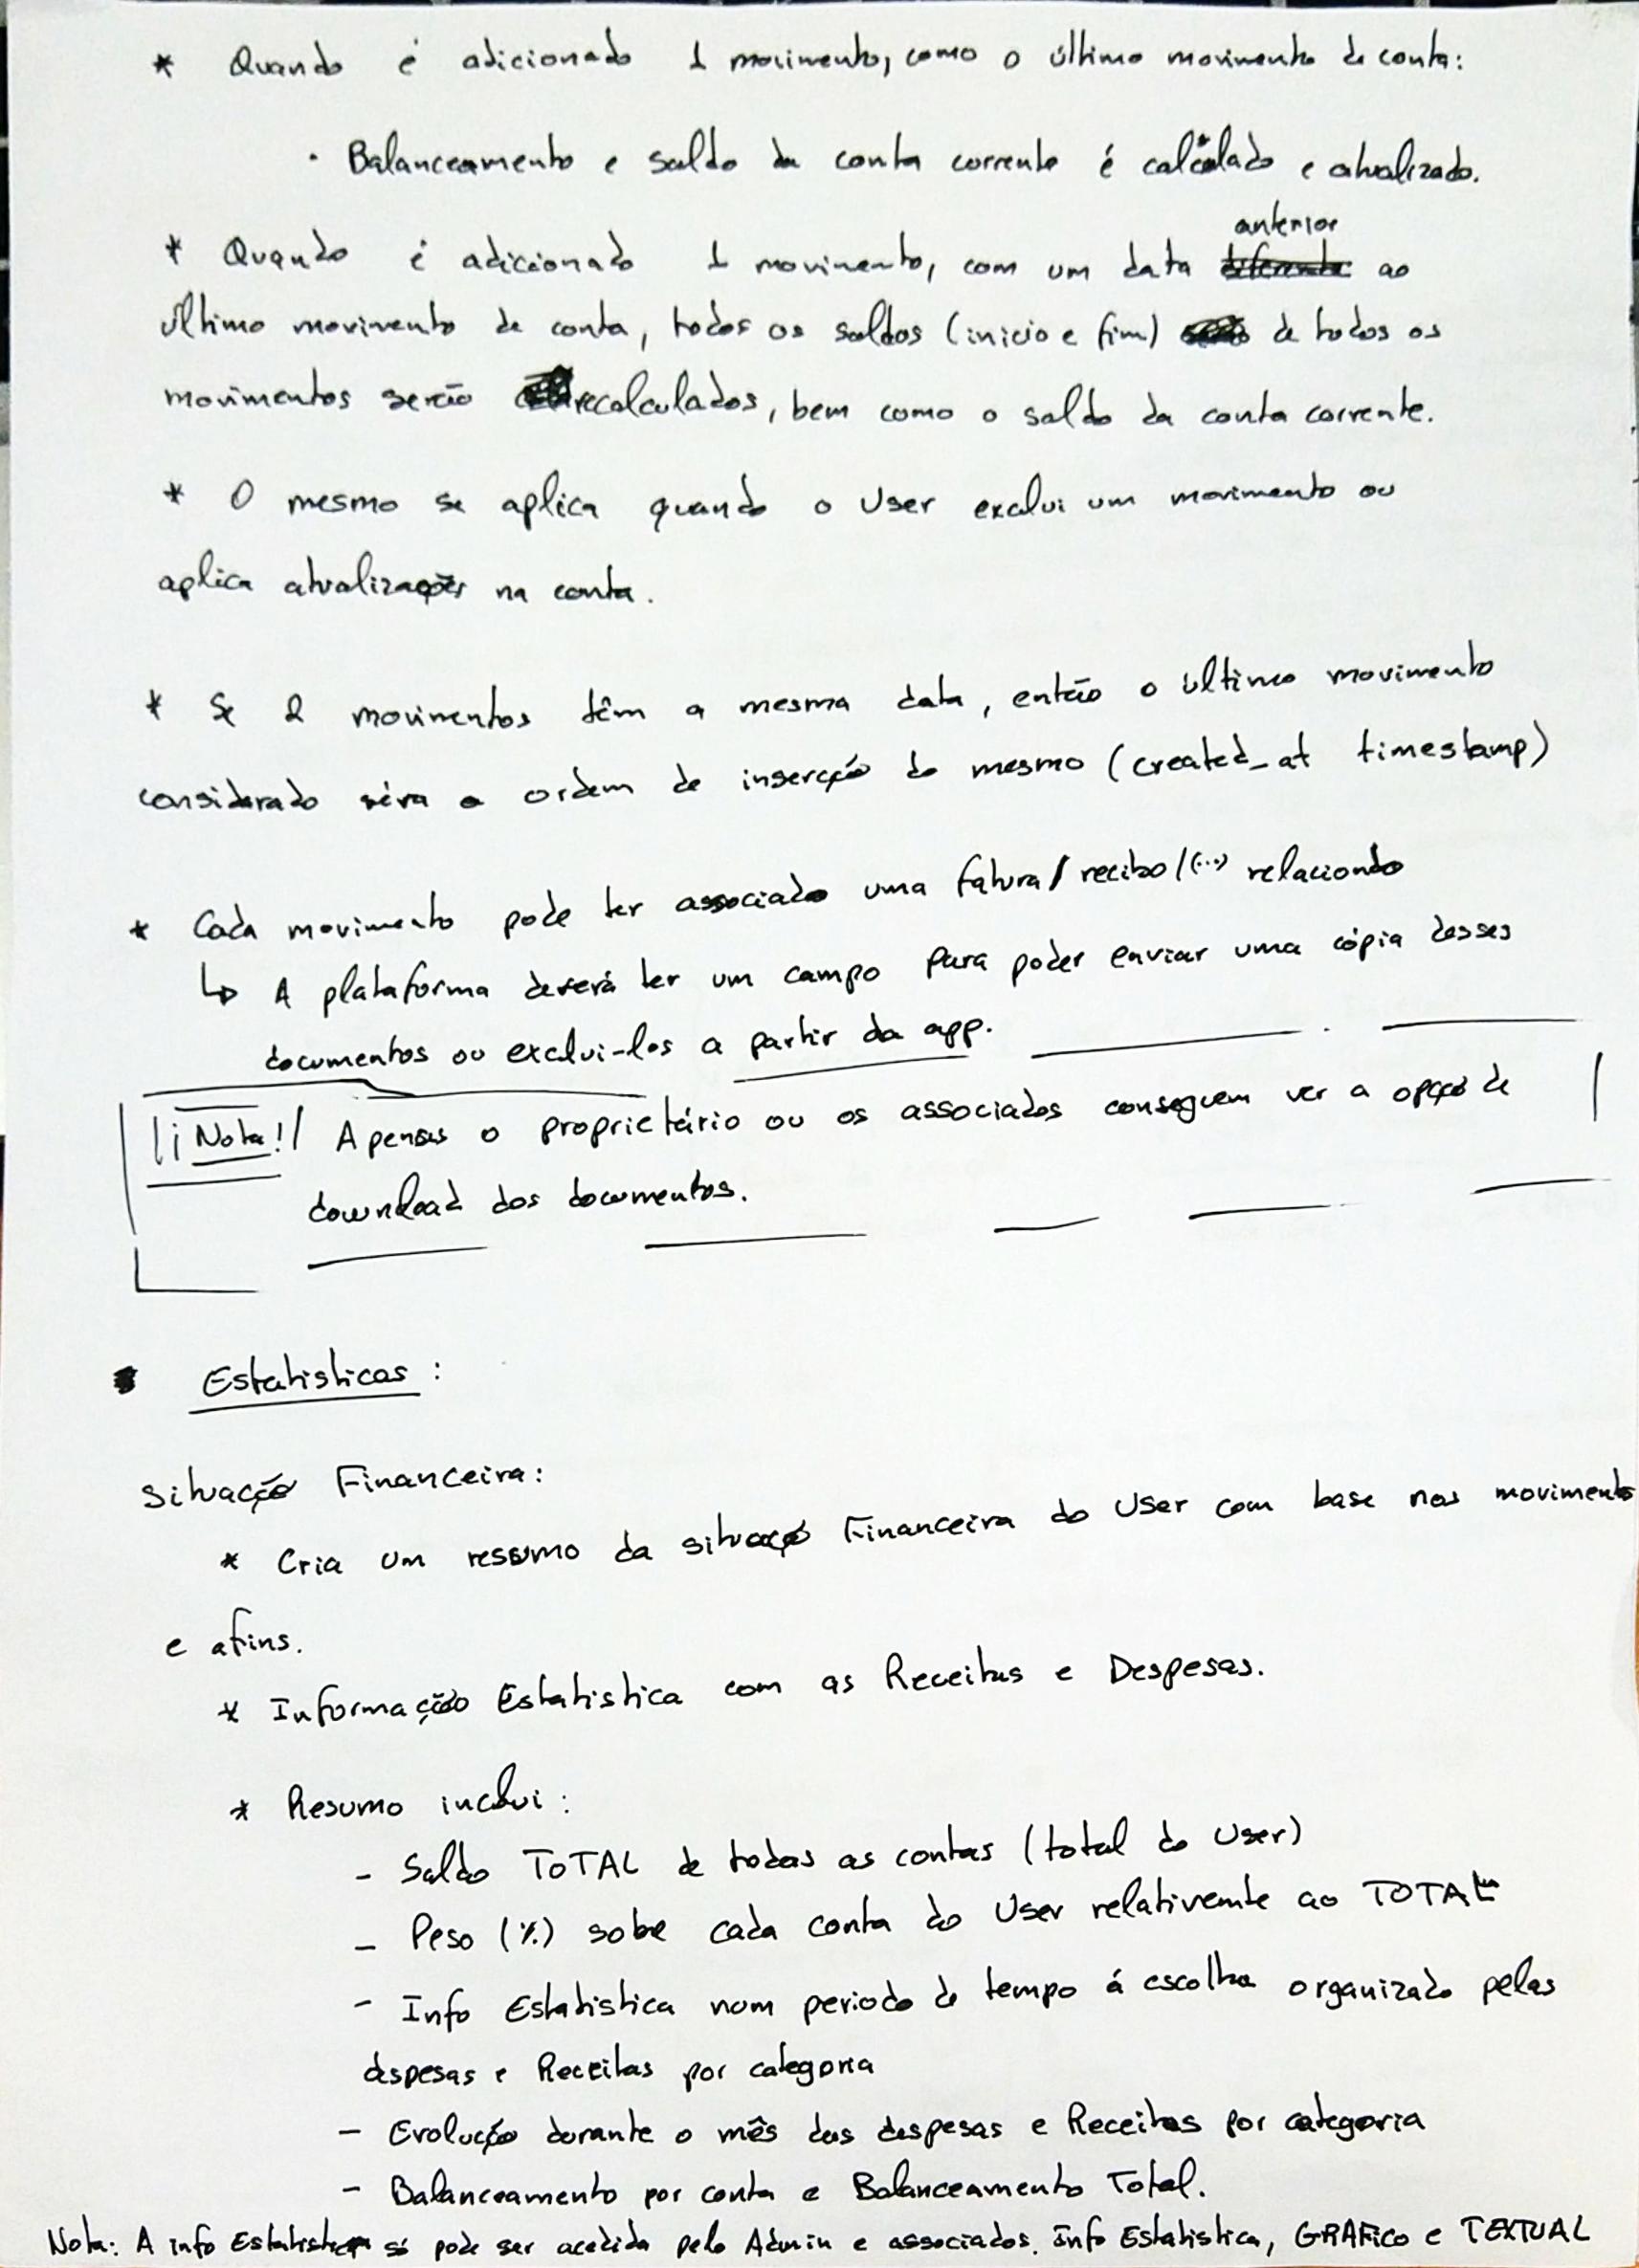 * Quando é adicionado 1 movimento, como o último movimento de conta:
· Balanceamento e saldo da conta corrente é calculado e atualizado.
anterior
* Quando é adicionado 1 movimento, com um data diferente ao
último movimento de conta, todos os saldos (inicio e fim) de todos os
movimentos serão recalculados, bem como o saldo da conta corrente.
* O mesmo se aplica quando o User exclui um movimento ou
aplica atualizações na conta.
* Se 2 movimentos têm a mesma data, então o último movimento
considerado séra a ordem de inserção do mesmo (created_at timestamp)
* Cada movimento pode ter associado uma fatura/recibo/(...) relaciondo
↳ A plataforma deverá ter um campo para poder enviar uma cópia desses
documentos ou exclui-los a partir da app.
¡¡Nota!! Apenas o proprietário ou os associados conseguem ver a opção de
download dos documentos.
Estatisticas:
Situação Financeira:
* Cria um ressumo da situação Financeira do User com base nos movimento
e afins.
* Informação Estatistica com as Receitas e Despesas.
* Resumo inclui:
- Saldo TOTAL de todas as contas (total do User)
- Peso (%) sobre cada conta do User relativemte ao TOTAL
- Info Estatistica num periodo de tempo á escolha organizado pelas
despesas e Receitas por categoria
- Evolução durante o mês das despesas e Receitas por categoria
- Balanceamento por conta e Balanceamento Total.
Nota: A info Estatistica só pode ser acedida pelo Admin e associados. Info Estatistica, GRAFICO e TEXTUAL